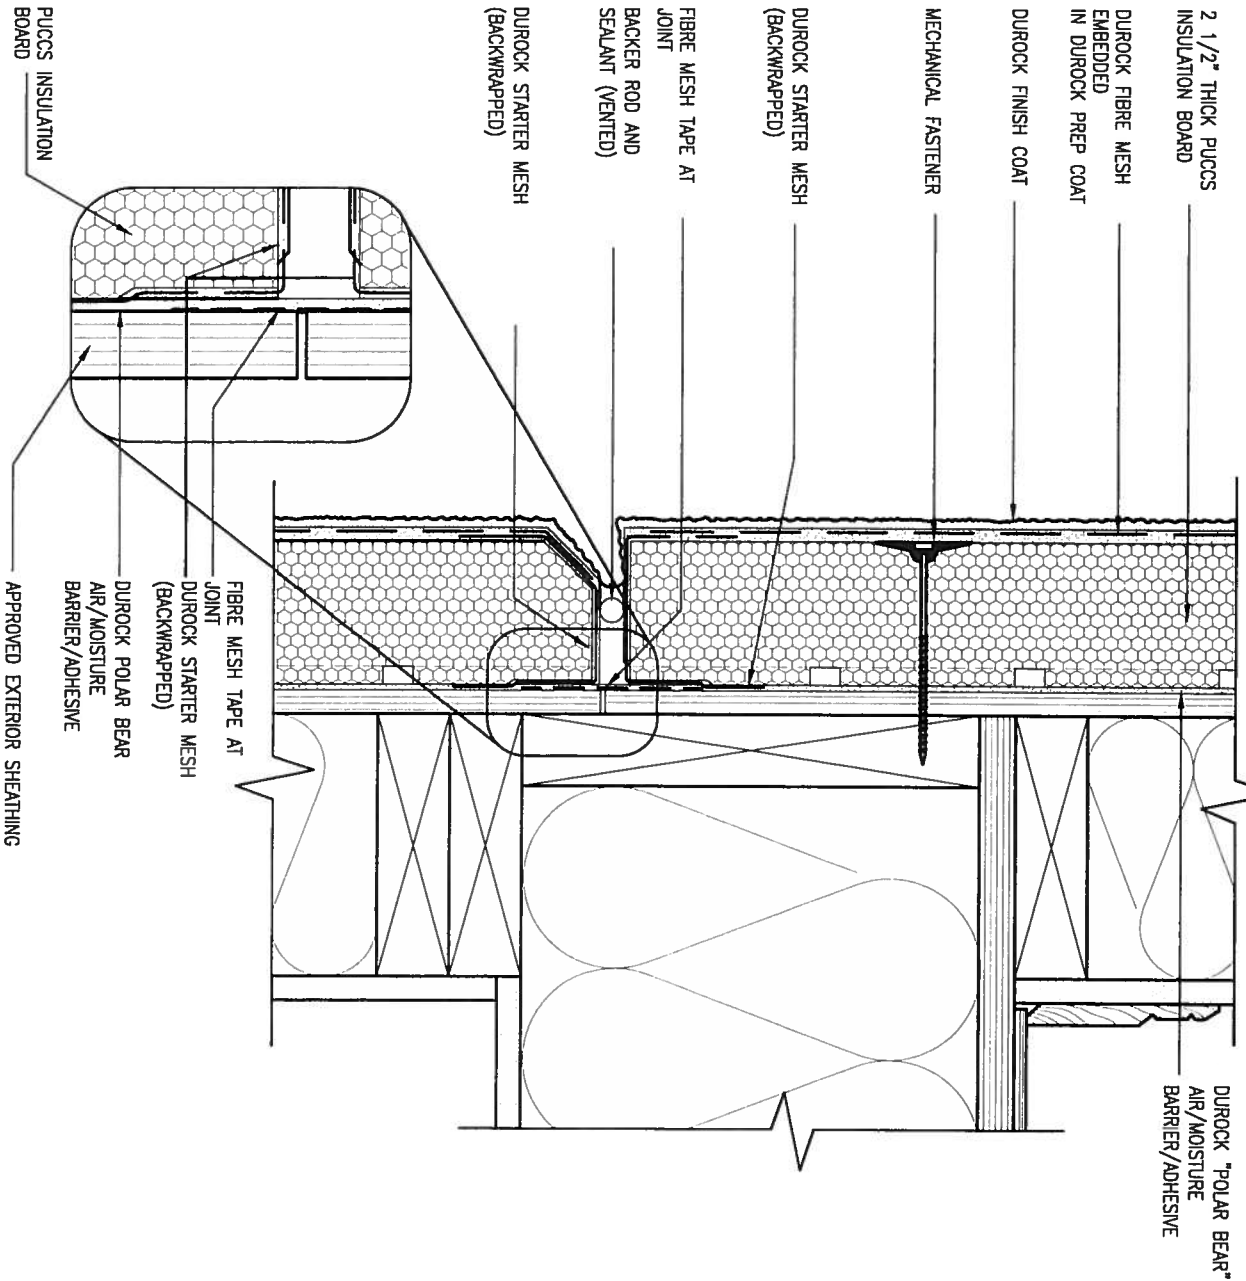 2 1/2" THICK PUCCS
INSULATION BOARD
DUROCK FIBRE MESH
EMBEDDED
IN DUROCK PREP COAT
DUROCK FINISH COAT
MECHANICAL FASTENER
DUROCK STARTER MESH
(BACKWRAPPED)
FIBRE MESH TAPE AT
JOINT
BACKER ROD AND
SEALANT (VENTED)
DUROCK STARTER MESH
(BACKWRAPPED)
PUCCS INSULATION
BOARD
DUROCK "POLAR BEAR"
AIR/MOISTURE
BARRIER/ADHESIVE
FIBRE MESH TAPE AT
JOINT
DUROCK STARTER MESH
(BACKWRAPPED)
DUROCK POLAR BEAR
AIR/MOISTURE
BARRIER/ADHESIVE
APPROVED EXTERIOR SHEATHING